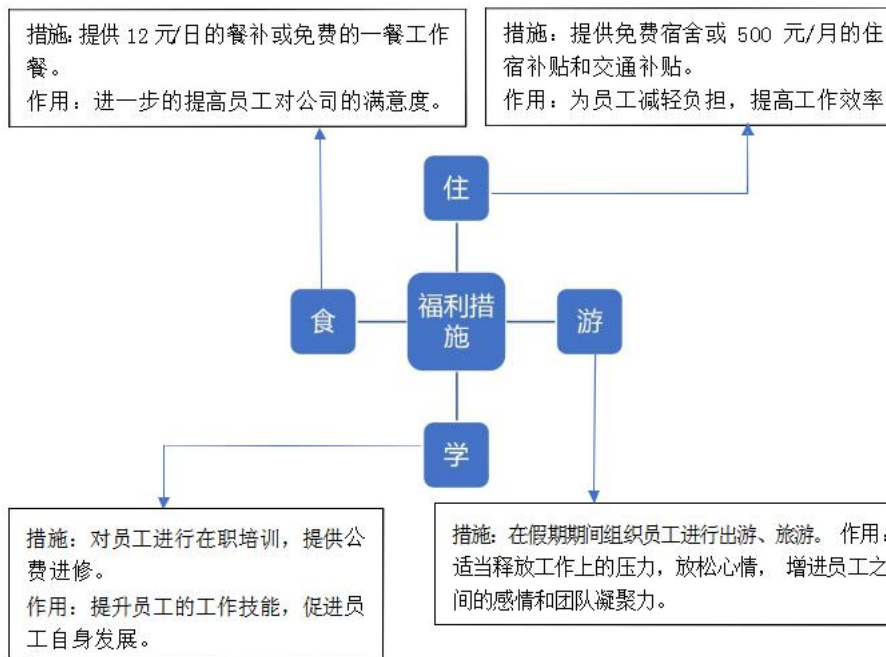 措施：提供 12 元/日的餐补或免费的一餐工作
餐。
作用：进一步的提高员工对公司的满意度。
措施：提供免费宿舍或 500 元/月的住
宿补贴和交通补贴。
作用：为员工减轻负担，提高工作效率
住
食
福利措
施
游
学
措施：对员工进行在职培训，提供公
费进修。
作用：提升员工的工作技能，促进员
工自身发展。
措施：在假期期间组织员工进行出游、旅游。 作用：
适当释放工作上的压力，放松心情， 增进员工之
间的感情和团队凝聚力。